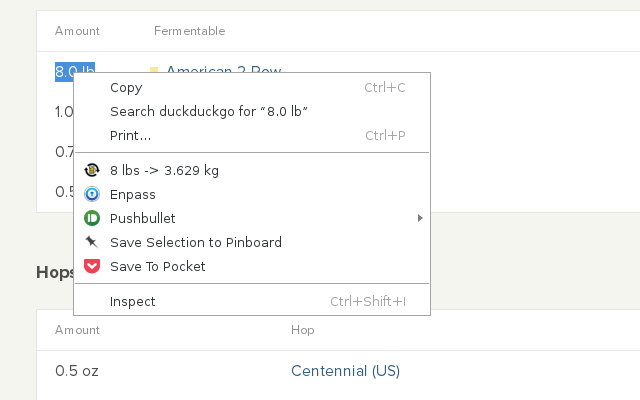 Amount Fermentable
8.0 lb American 2 Row
Copy Ctrl+C
Search duckduckgo for “8.0 lb”
1.0
Print... Ctrl+P
0.7
8 lbs -> 3.629 kg
Enpass
0.5
Pushbullet
Save Selection to Pinboard
Save To Pocket
Hops
Inspect Ctrl+Shift+I
Amount Hop
0.5 oz Centennial (US)